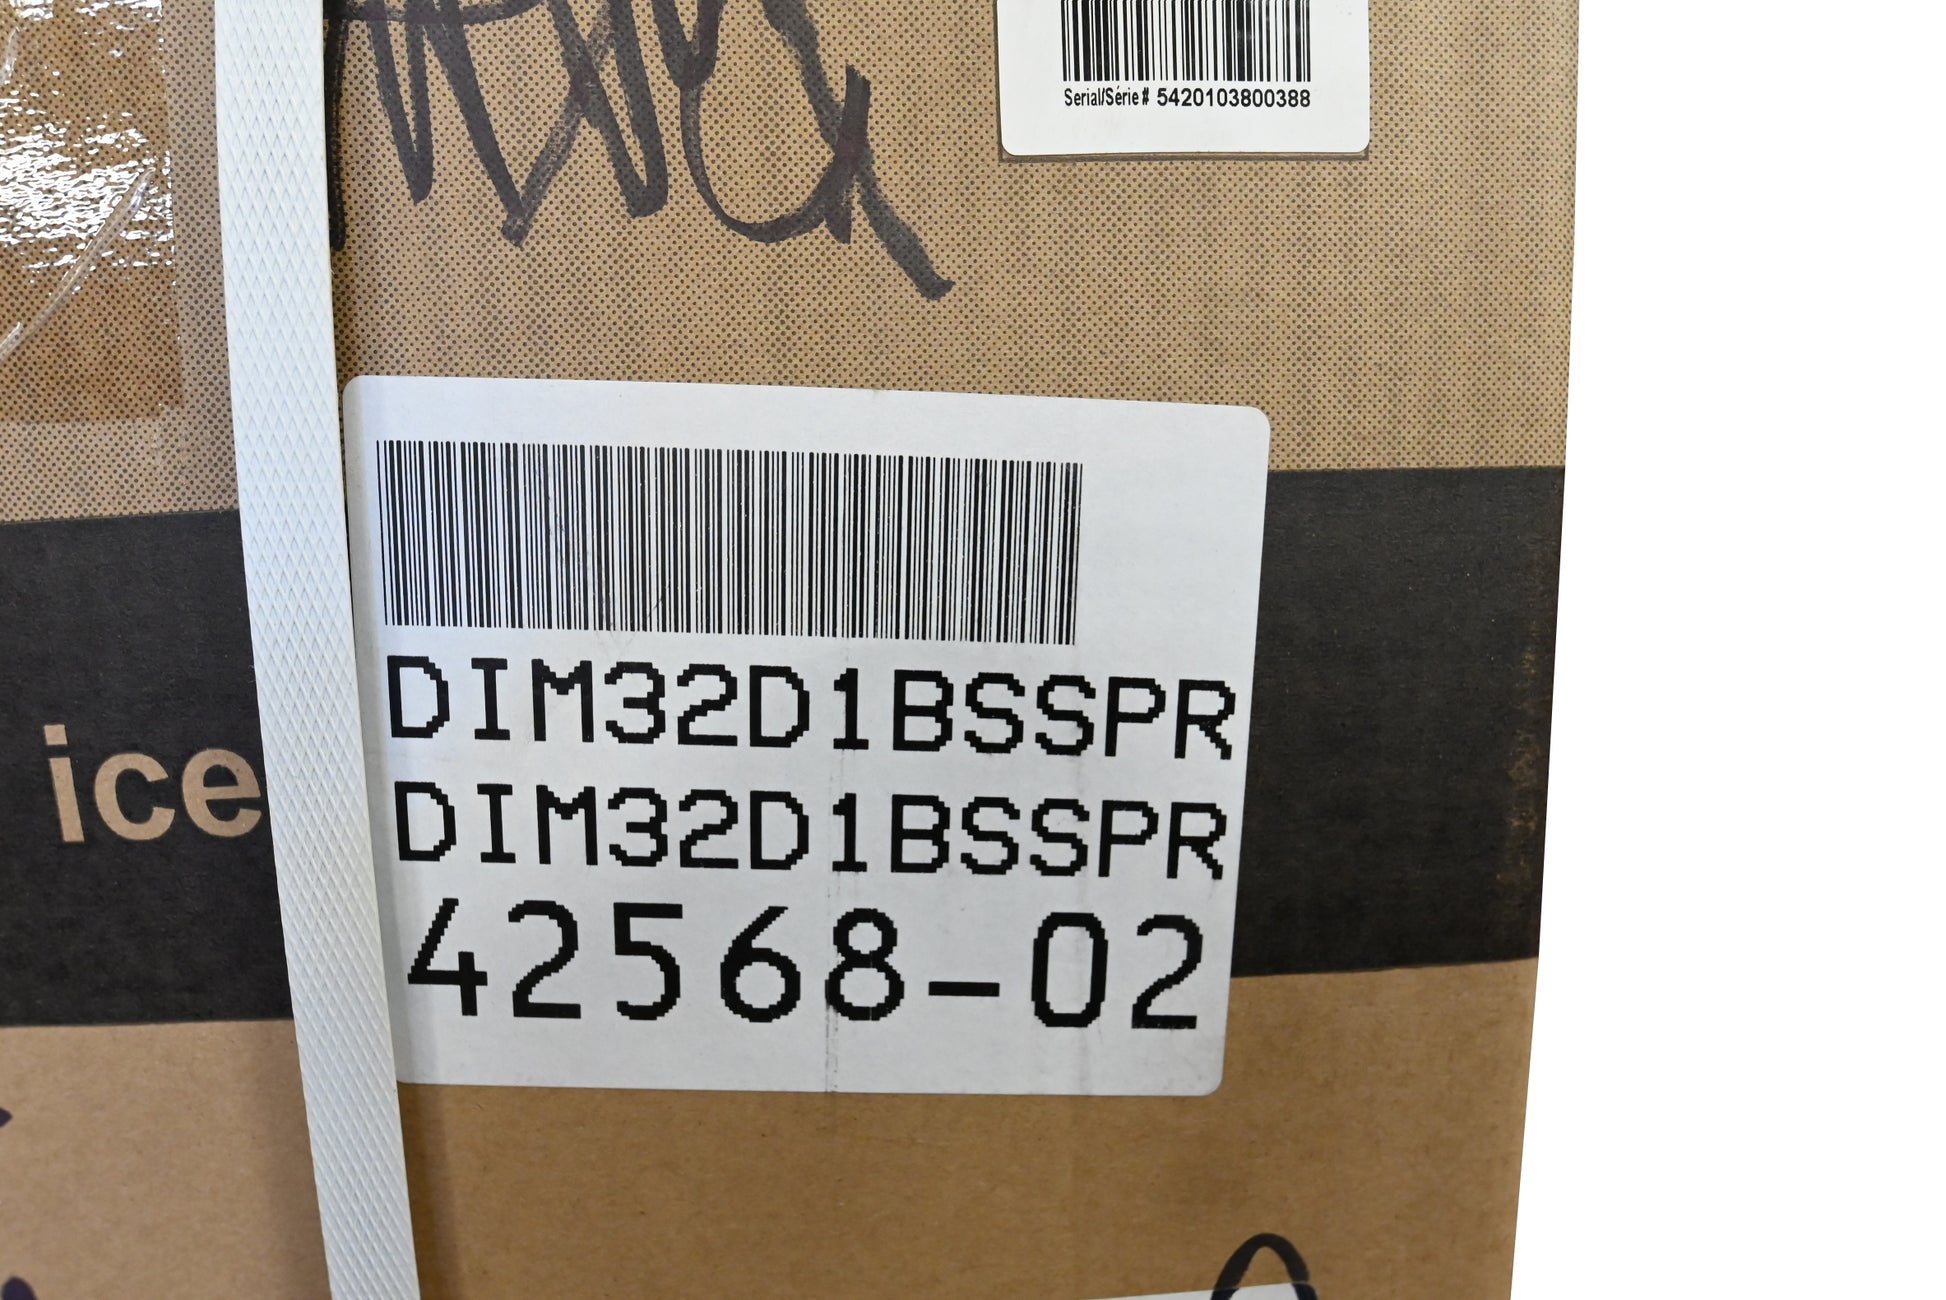 Serial/Série# 5420103800388
DIM32D1BSSPR
DIM32D1BSSPR
42568-02
ice